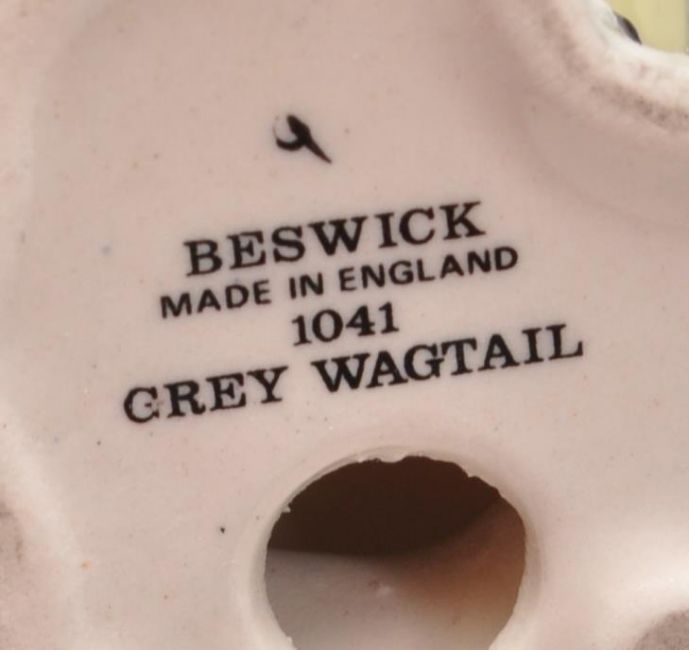 BESWICK
MADE IN ENGLAND
1041
GREY WAGTAIL